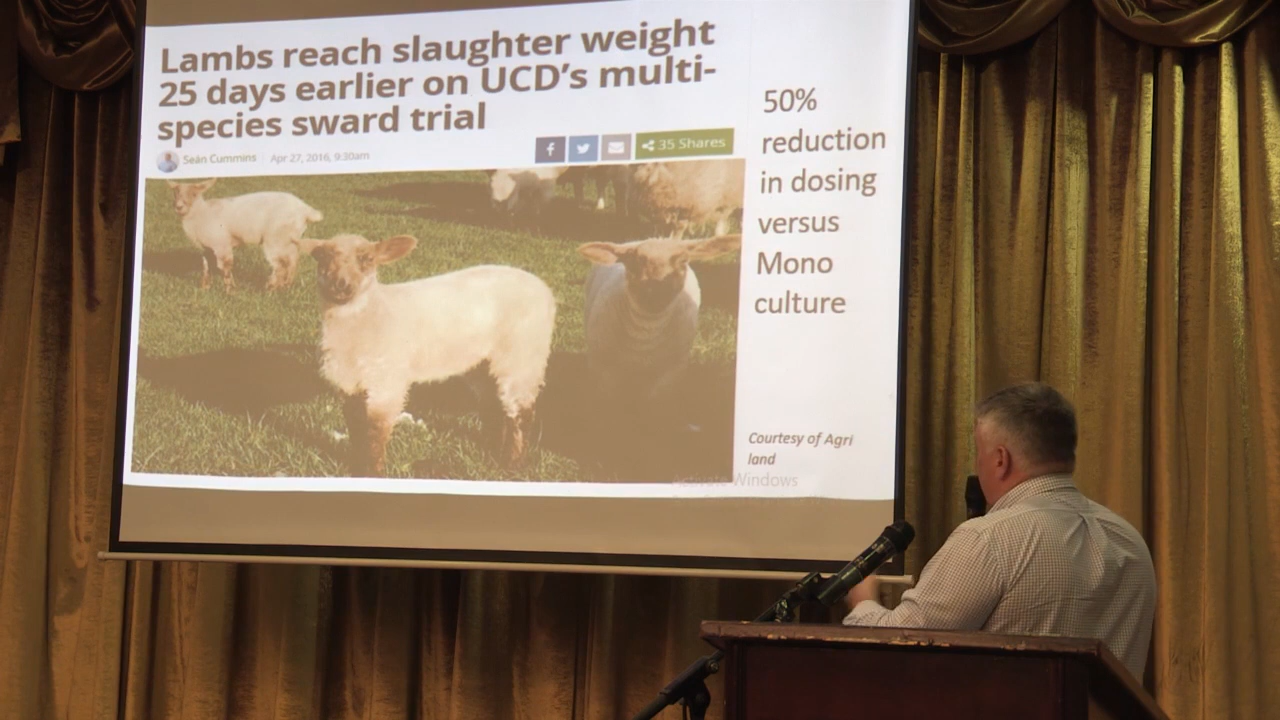 Lambs reach slaughter weight
25 days earlier on UCD's multi-
species sward trial
Seán Cummins Apr 27, 2016, 9:30am
35 Shares
50%
reduction
in dosing
versus
Mono
culture
Courtesy of Agri
land
Activate Windows